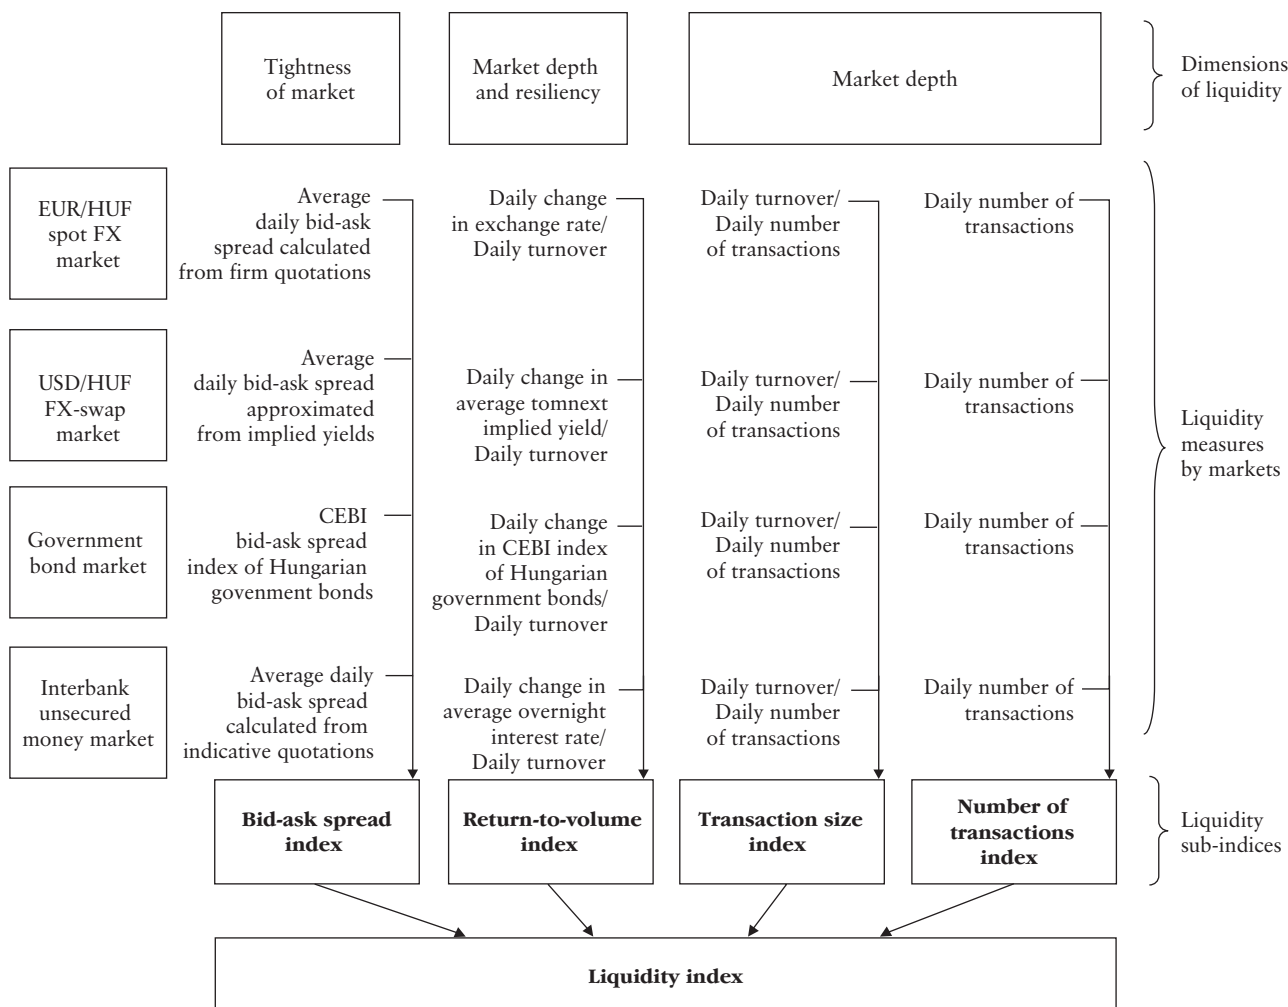 Tightness
of market
Market depth
and resiliency
Market depth
Dimensions
of liquidity
EUR/HUF
spot FX
market
Average
daily bid-ask
spread calculated
from firm quotations
Daily change
in exchange rate/
Daily turnover
Daily turnover/
Daily number
of transactions
Daily number of
transactions
USD/HUF
FX-swap
market
Average
daily bid-ask spread
approximated
from implied yields
Daily change in
average tomnext
implied yield/
Daily turnover
Daily turnover/
Daily number
of transactions
Daily number of
transactions
Liquidity
measures
by markets
Government
bond market
CEBI
bid-ask spread
index of Hungarian
govenment bonds
Daily change
in CEBI index
of Hungarian
government bonds/
Daily turnover
Daily turnover/
Daily number
of transactions
Daily number of
transactions
Interbank
unsecured
money market
Average daily
bid-ask spread
calculated from
indicative quotations
Daily change in
average overnight
interest rate/
Daily turnover
Daily turnover/
Daily number
of transactions
Daily number of
transactions
Bid-ask spread
index
Return-to-volume
index
Transaction size
index
Number of
transactions
index
Liquidity
sub-indices
Liquidity index